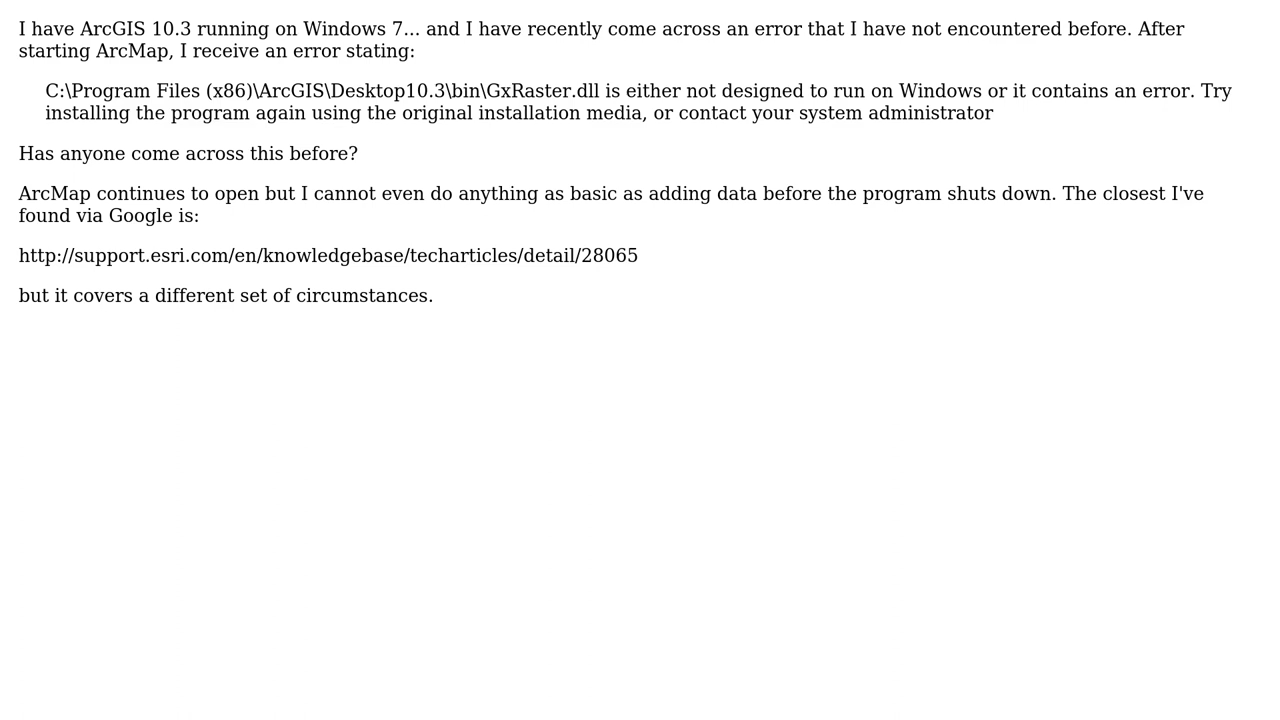 I have ArcGIS 10.3 running on Windows 7... and I have recently come across an error that I have not encountered before. After
starting ArcMap, I receive an error stating:
C:\Program Files (x86)\ArcGIS\Desktop10.3\bin\GxRaster.dll is either not designed to run on Windows or it contains an error. Try
installing the program again using the original installation media, or contact your system administrator
Has anyone come across this before?
ArcMap continues to open but I cannot even do anything as basic as adding data before the program shuts down. The closest I've
found via Google is:
http://support.esri.com/en/knowledgebase/techarticles/detail/28065
but it covers a different set of circumstances.